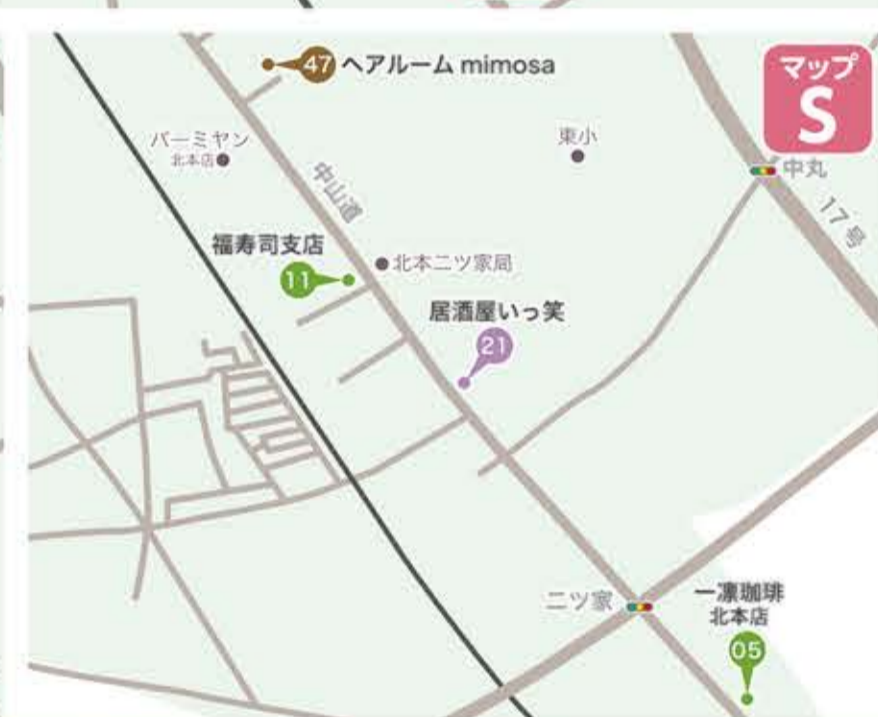 47 ヘアルーム mimosa
マップ
S
バーミヤン
北本店
東小
中丸
中山道
17号
福寿司支店
11
北本二ツ家局
居酒屋いっ笑
21
二ツ家
一凛珈琲
北本店
05